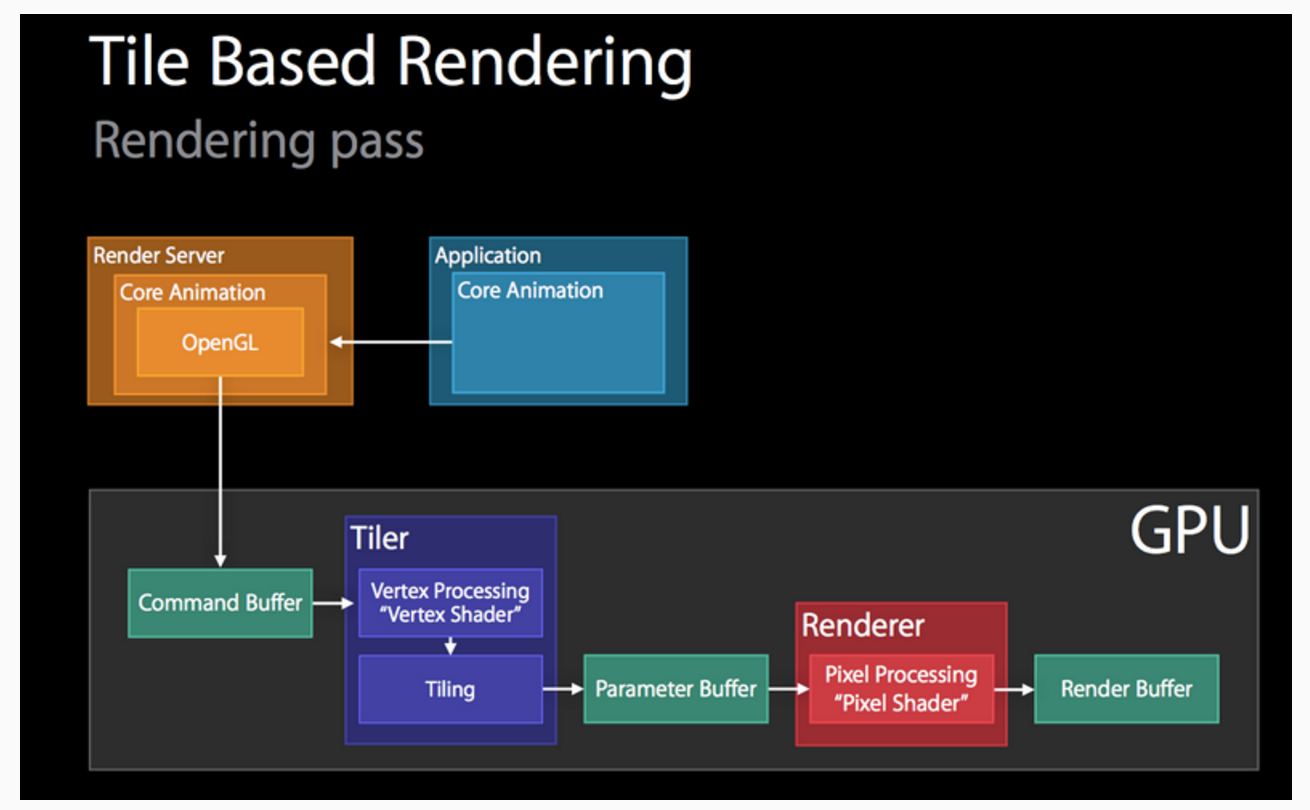 Tile Based Rendering
Rendering pass
Render Server
Core Animation
OpenGL
Application
Core Animation
GPU
Command Buffer
Tiler
Vertex Processing
“Vertex Shader”
Tiling
Parameter Buffer
Renderer
Pixel Processing
“Pixel Shader”
Render Buffer